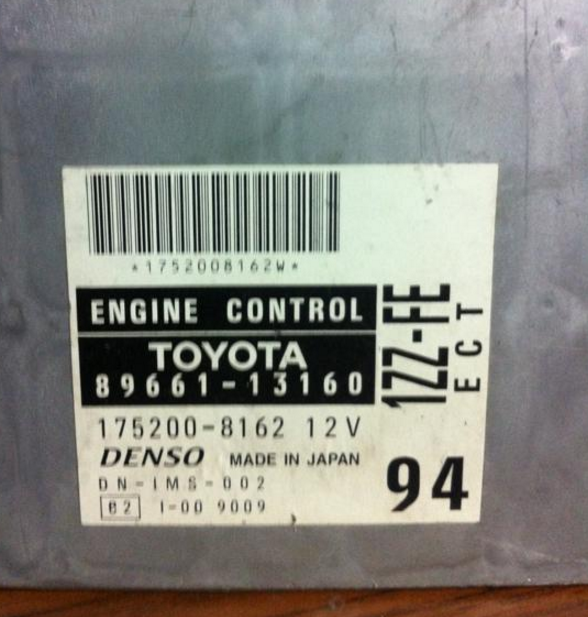 *1752008162W*
ENGINE CONTROL
TOYOTA
89661-13160
1ZZ-FE
ECT
175200-8162 12V
DENSO MADE IN JAPAN
DN-IMS-002
02 I-00 9009
94